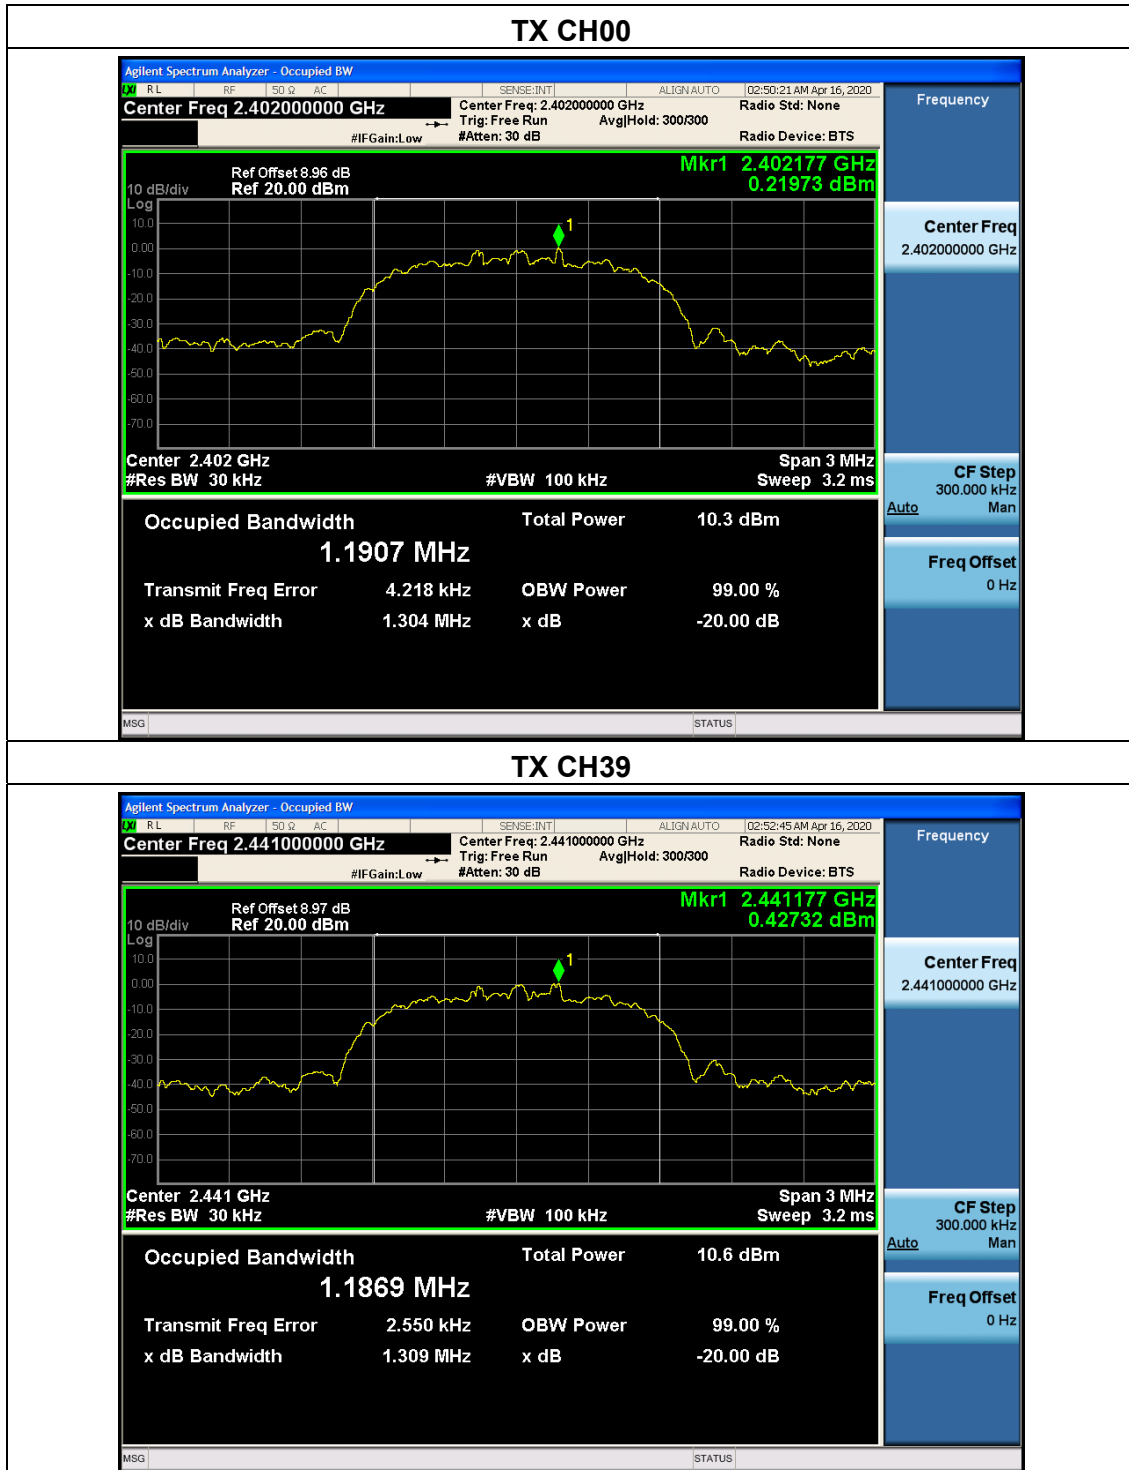 TX CH00
Agilent Spectrum Analyzer - Occupied BW
LXI RL RF 50 Ω AC SENSE:INT ALIGN AUTO 02:50:21 AM Apr 16, 2020
Center Freq 2.402000000 GHz
Center Freq: 2.402000000 GHz Radio Std: None
Trig: Free Run Avg|Hold: 300/300
#IFGain:Low #Atten: 30 dB Radio Device: BTS
Frequency
Mkr1 2.402177 GHz
0.21973 dBm
Ref Offset 8.96 dB
10 dB/div Ref 20.00 dBm
Log
10.0
0.00
-10.0
-20.0
-30.0
-40.0
-50.0
-60.0
-70.0
1
Center Freq
2.402000000 GHz
Center 2.402 GHz Span 3 MHz
#Res BW 30 kHz #VBW 100 kHz Sweep 3.2 ms
CF Step
300.000 kHz
Auto Man
Freq Offset
0 Hz
Occupied Bandwidth Total Power 10.3 dBm
1.1907 MHz
Transmit Freq Error 4.218 kHz OBW Power 99.00 %
x dB Bandwidth 1.304 MHz x dB -20.00 dB
MSG STATUS
TX CH39
Agilent Spectrum Analyzer - Occupied BW
LXI RL RF 50 Ω AC SENSE:INT ALIGN AUTO 02:52:45 AM Apr 16, 2020
Center Freq 2.441000000 GHz
Center Freq: 2.441000000 GHz Radio Std: None
Trig: Free Run Avg|Hold: 300/300
#IFGain:Low #Atten: 30 dB Radio Device: BTS
Frequency
Mkr1 2.441177 GHz
0.42732 dBm
Ref Offset 8.97 dB
10 dB/div Ref 20.00 dBm
Log
10.0
0.00
-10.0
-20.0
-30.0
-40.0
-50.0
-60.0
-70.0
1
Center Freq
2.441000000 GHz
Center 2.441 GHz Span 3 MHz
#Res BW 30 kHz #VBW 100 kHz Sweep 3.2 ms
CF Step
300.000 kHz
Auto Man
Freq Offset
0 Hz
Occupied Bandwidth Total Power 10.6 dBm
1.1869 MHz
Transmit Freq Error 2.550 kHz OBW Power 99.00 %
x dB Bandwidth 1.309 MHz x dB -20.00 dB
MSG STATUS